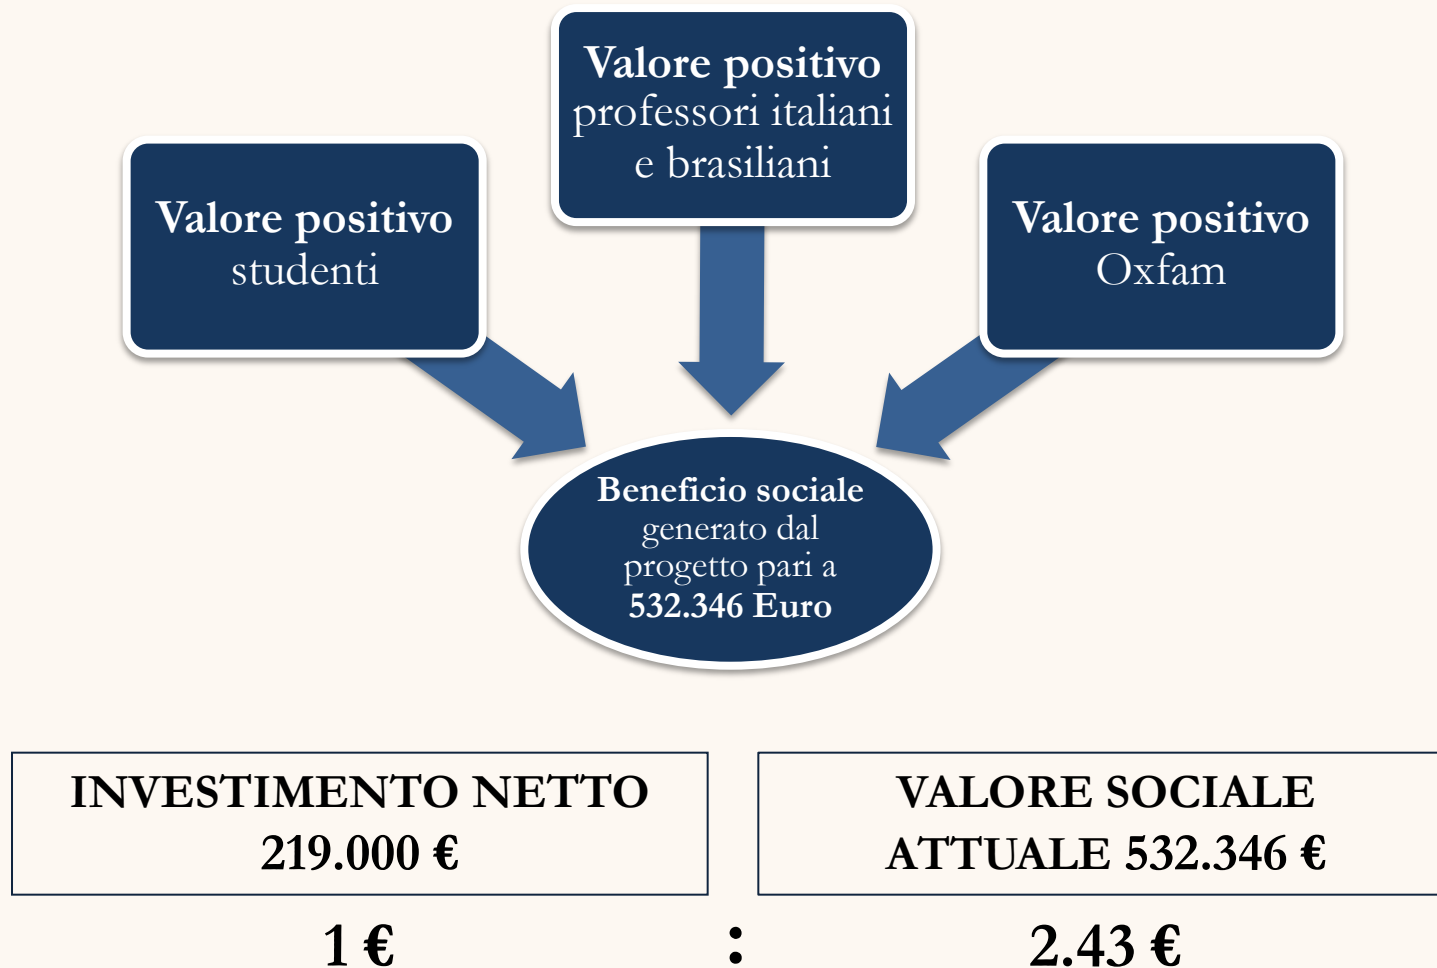 Valore positivo
professori italiani
e brasiliani
Valore positivo
studenti
Valore positivo
Oxfam
Beneficio sociale
generato dal
progetto pari a
532.346 Euro
INVESTIMENTO NETTO
219.000 €
VALORE SOCIALE
ATTUALE 532.346 €
1 € : 2.43 €